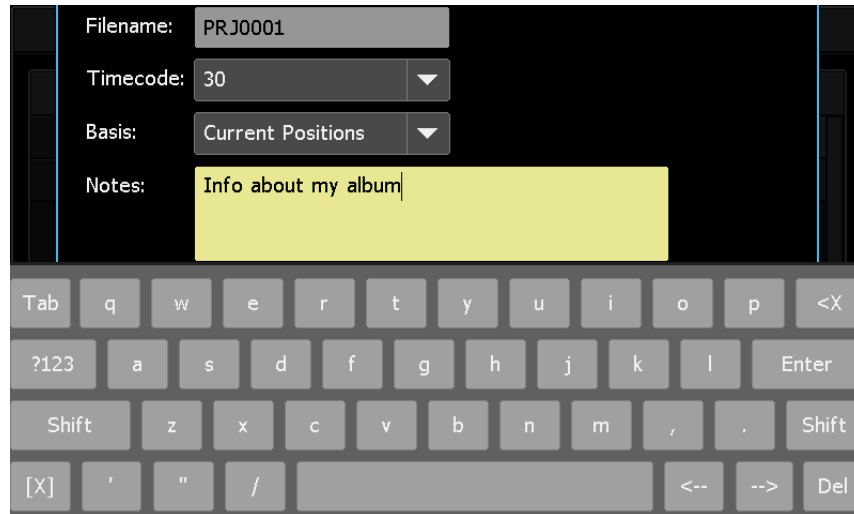 Filename: PRJ0001
Timecode: 30
Basis: Current Positions
Notes: Info about my album
Tab q w e r t y u i o p <X
?123 a s d f g h j k l Enter
Shift z x c v b n m , . Shift
[X] ' " / <-- --> Del